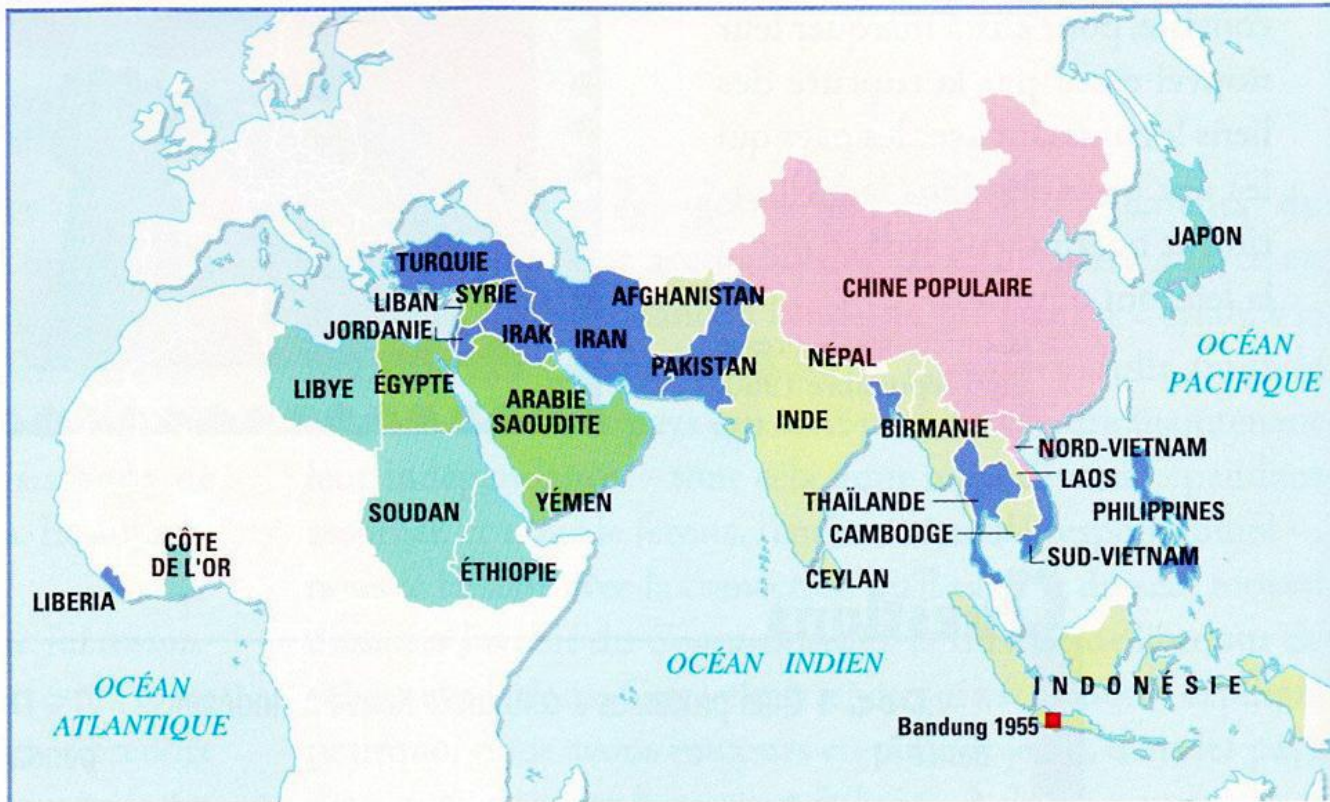 TURQUIE
LIBAN
SYRIE
JORDANIE
IRAK
IRAN
AFGHANISTAN
PAKISTAN
CHINE POPULAIRE
JAPON
NÉPAL
LIBYE
ÉGYPTE
ARABIE
SAOUDITE
INDE
BIRMANIE
NORD-VIETNAM
LAOS
OCÉAN
PACIFIQUE
SOUDAN
YÉMEN
THAÏLANDE
CAMBODGE
SUD-VIETNAM
PHILIPPINES
CÔTE
DE L'OR
LIBERIA
ÉTHIOPIE
CEYLAN
OCÉAN
ATLANTIQUE
OCÉAN INDIEN
INDONÉSIE
Bandung 1955